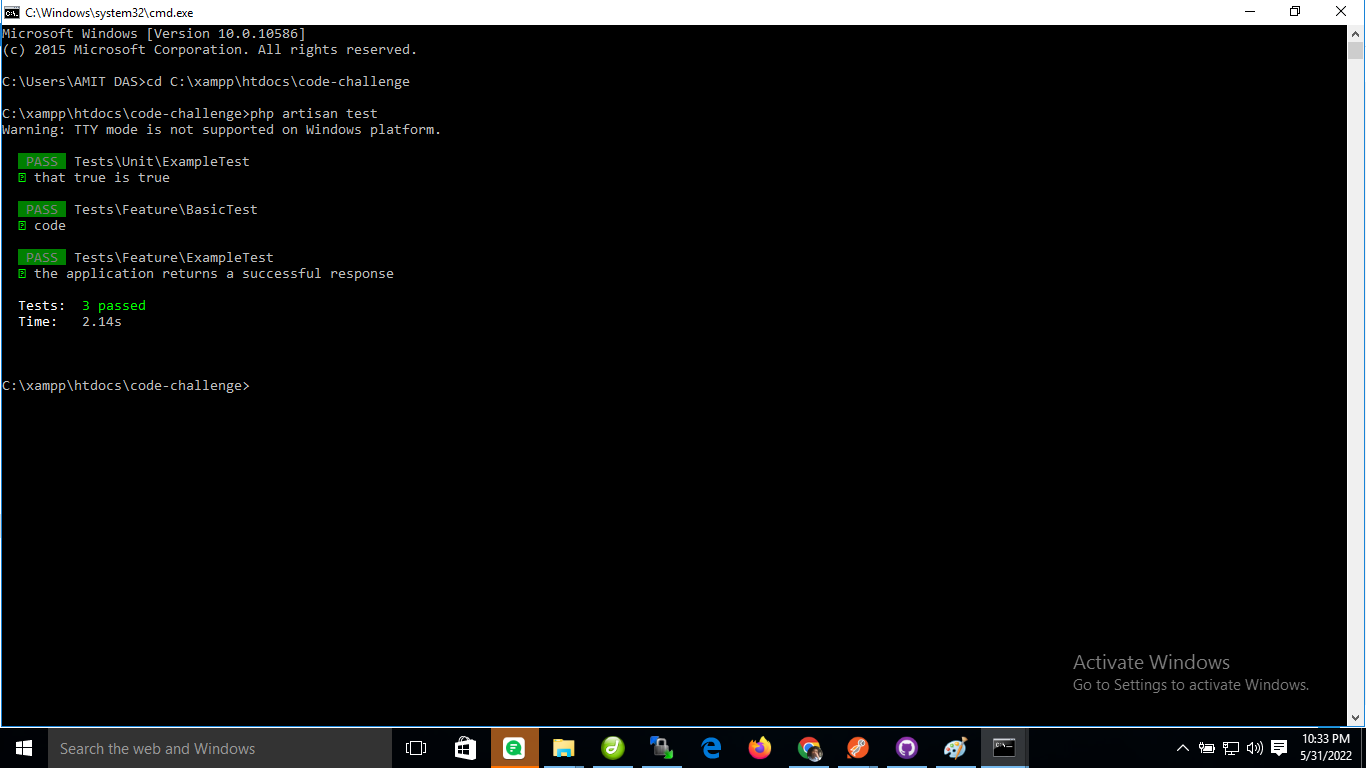 C:\Windows\system32\cmd.exe
Microsoft Windows [Version 10.0.10586]
(c) 2015 Microsoft Corporation. All rights reserved.
C:\Users\AMIT DAS>cd C:\xampp\htdocs\code-challenge
C:\xampp\htdocs\code-challenge>php artisan test
Warning: TTY mode is not supported on Windows platform.
PASS Tests\Unit\ExampleTest
that true is true
PASS Tests\Feature\BasicTest
code
PASS Tests\Feature\ExampleTest
the application returns a successful response
Tests: 3 passed
Time: 2.14s
C:\xampp\htdocs\code-challenge>
Activate Windows
Go to Settings to activate Windows.
Search the web and Windows
10:33 PM
5/31/2022